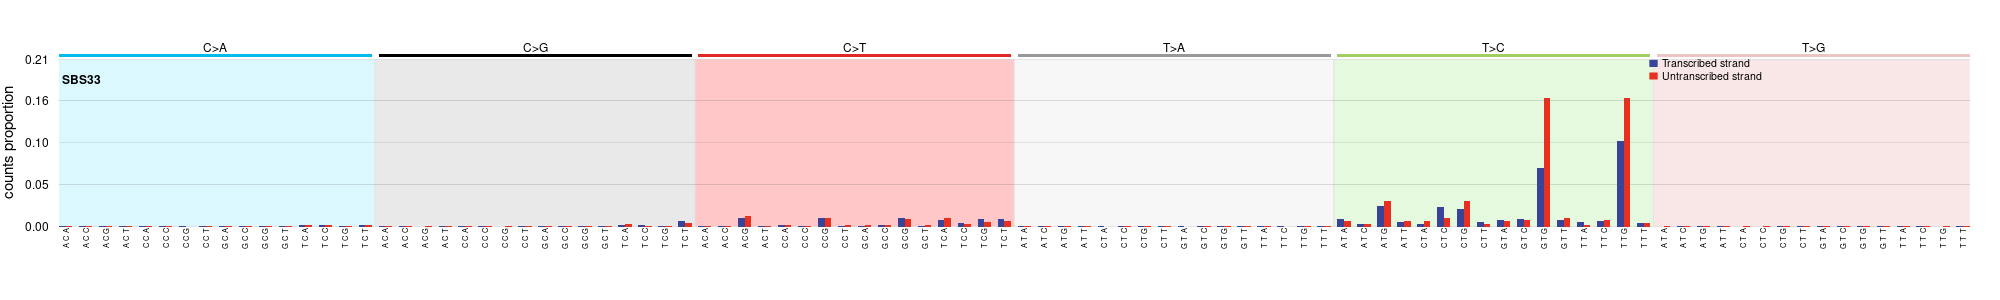 C>A C>G C>T T>A T>C T>G
0.21
SBS33
Transcribed strand
Untranscribed strand
0.16
0.10
0.05
0.00
counts proportion
ACA ACC ACG ACT CCA CCC CCG CCT GCA GCC GCG GCT TCA TCC TCG TCT ACA ACC ACG ACT CCA CCC CCG CCT GCA GCC GCG GCT TCA TCC TCG TCT ACA ACC ACG ACT CCA CCC CCG CCT GCA GCC GCG GCT TCA TCC TCG TCT ATA ATC ATG ATT CTA CTC CTG CTT GTA GTC GTG GTT TTA TTC TTG TTT ATA ATC ATG ATT CTA CTC CTG CTT GTA GTC GTG GTT TTA TTC TTG TTT ATA ATC ATG ATT CTA CTC CTG CTT GTA GTC GTG GTT TTA TTC TTG TTT